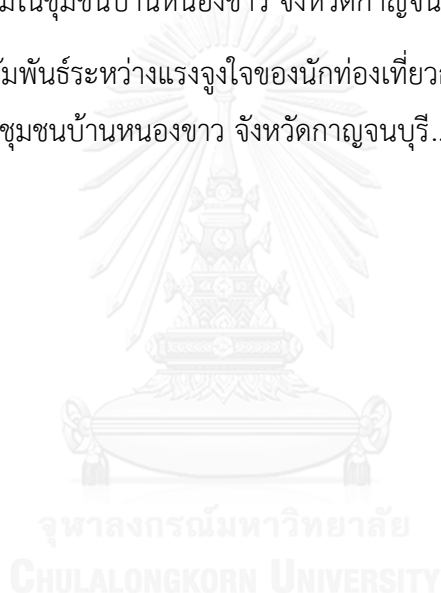 มในชุมชนบ้านหนองขาว จังหวัดกาญจน
ัมพันธ์ระหว่างแรงจูงใจของนักท่องเที่ยว
ชุมชนบ้านหนองขาว จังหวัดกาญจนบุรี..
จุฬาลงกรณ์มหาวิทยาลัย
CHULALONGKORN UNIVERSITY